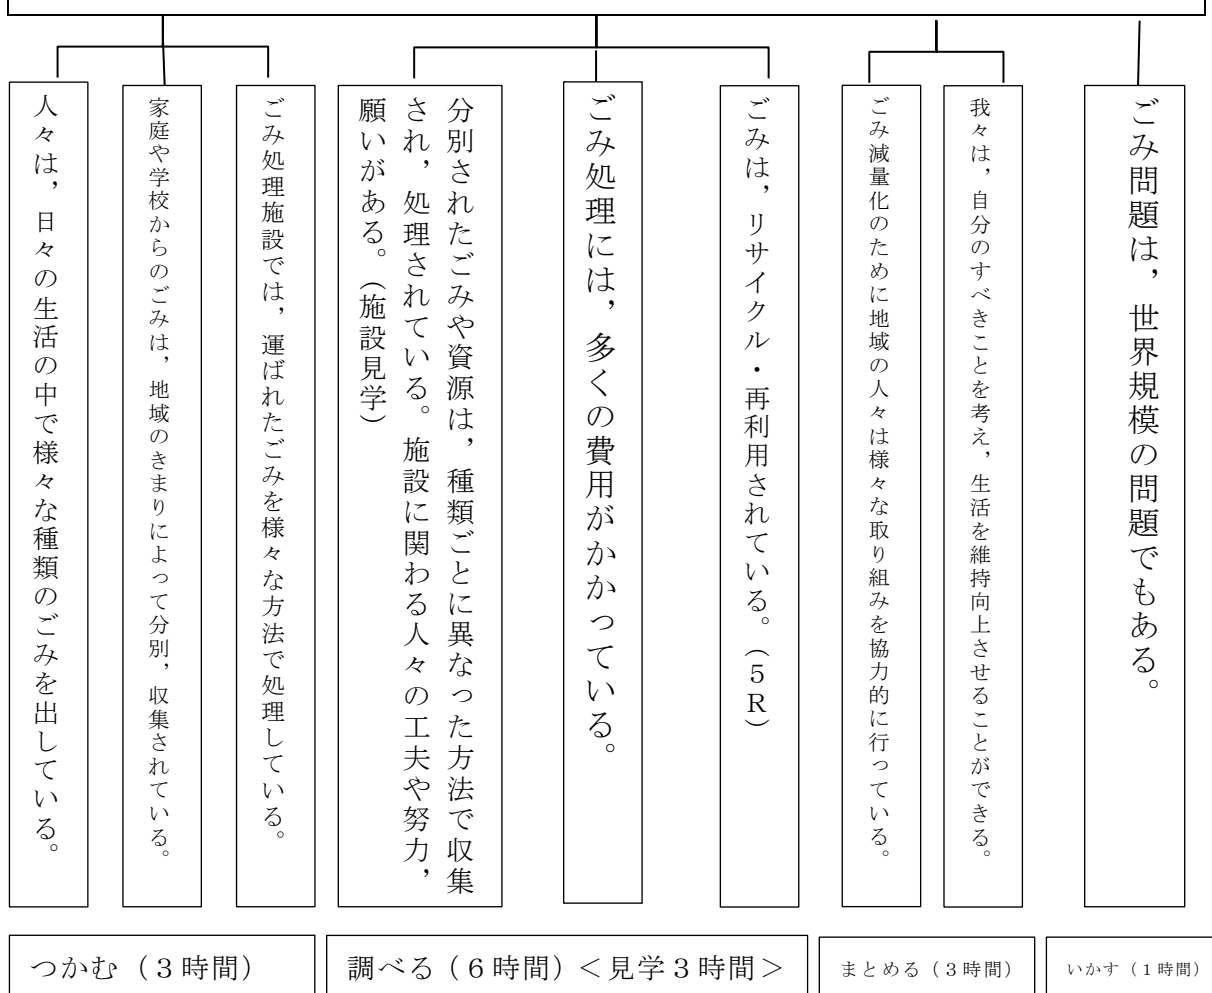 人々は，日々の生活の中で様々な種類のごみを出している。
家庭や学校からのごみは，地域のきまりによって分別，収集されている。
ごみ処理施設では，運ばれたごみを様々な方法で処理している。
分別されたごみや資源は，種類ごとに異なった方法で収集
され，処理されている。施設に関わる人々の工夫や努力，
願いがある。（施設見学）
ごみ処理には，多くの費用がかかっている。
ごみは，リサイクル・再利用されている。（５Ｒ）
ごみ減量化のために地域の人々は様々な取り組みを協力的に行っている。
我々は，自分のすべきことを考え，生活を維持向上させることができる。
ごみ問題は，世界規模の問題でもある。
つかむ（３時間）
調べる（６時間）＜見学３時間＞
まとめる（３時間）
いかす（１時間）